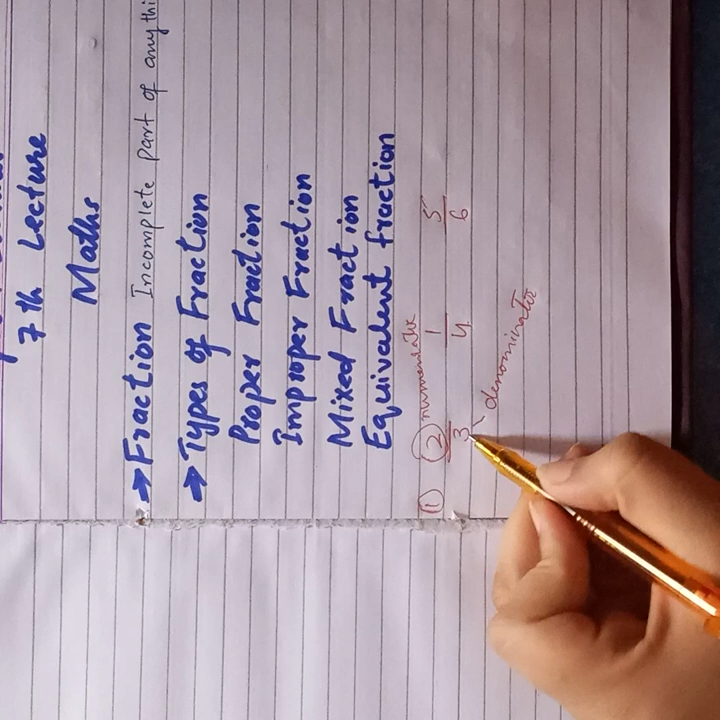 7th Lecture
Maths
→Fraction Incomplete part of any thi
→Types of Fraction
Proper Fraction
Improper Fraction
Mixed Fraction
Equivalent fraction
① 2 numerator 1 5
3 4 6
denominator